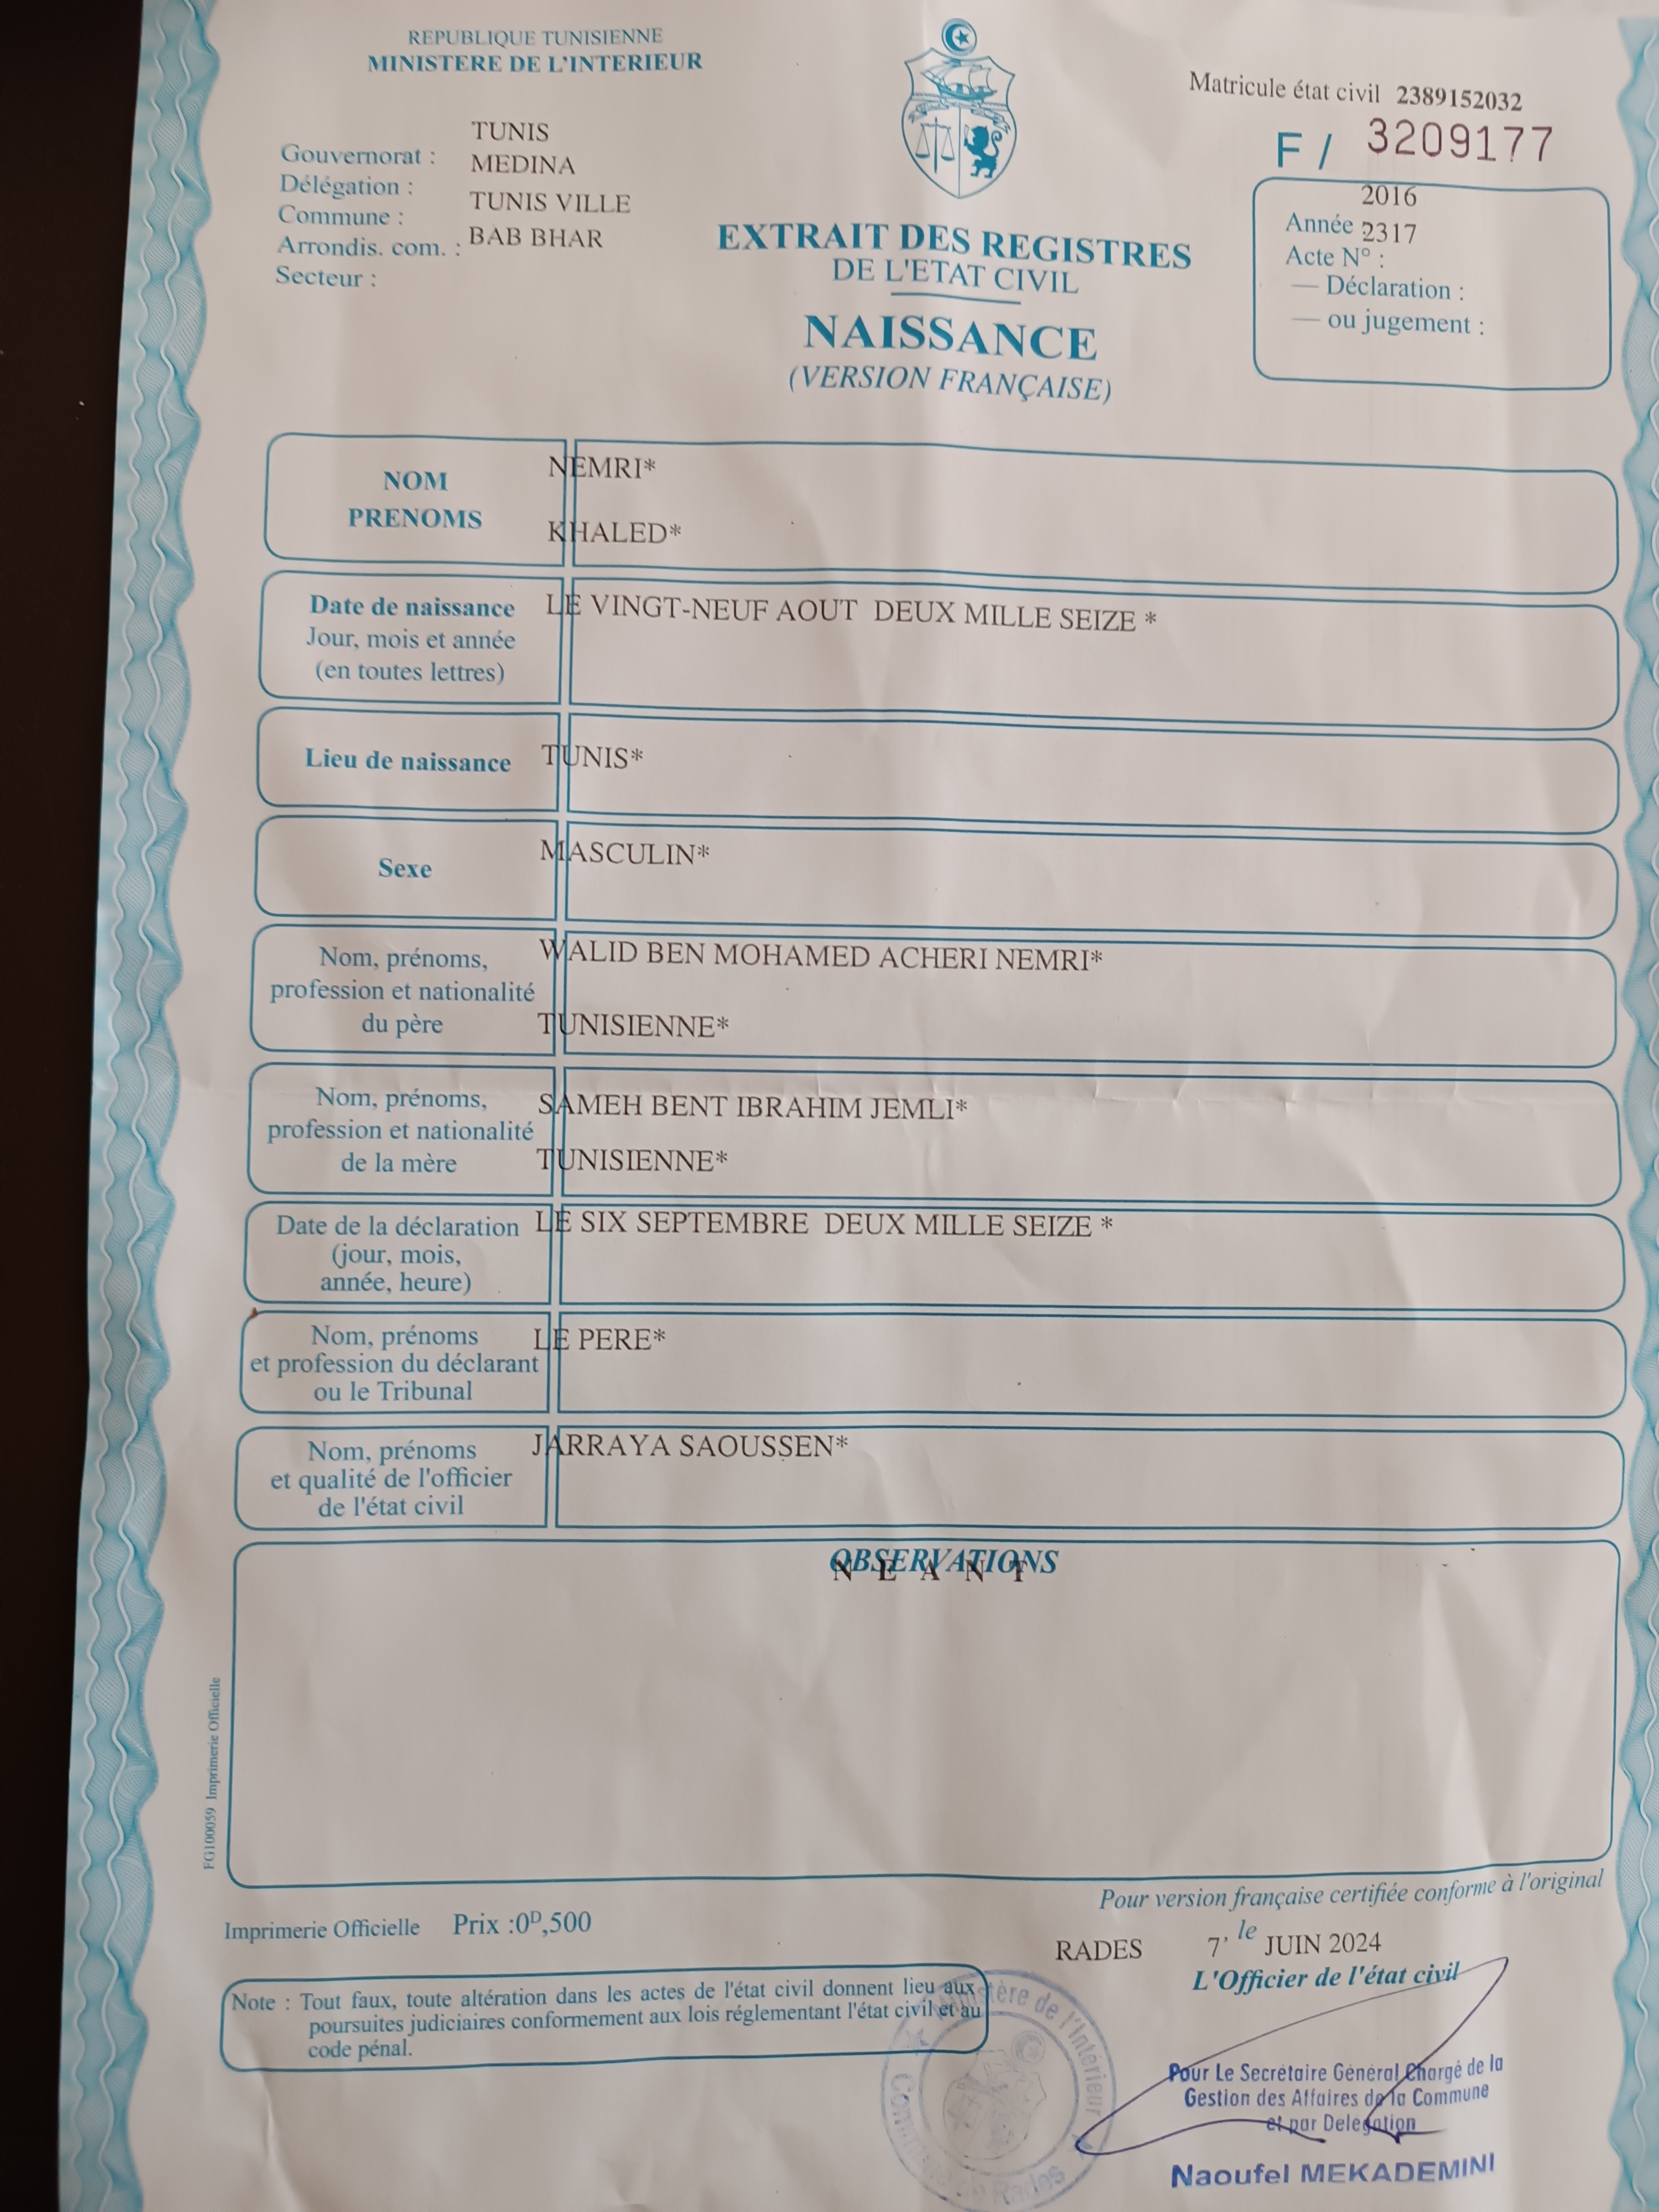 REPUBLIQUE TUNISIENNE
MINISTERE DE L'INTERIEUR
Matricule état civil 2389152032
F / 3209177
Gouvernorat : TUNIS
Délégation : MEDINA
Commune : TUNIS VILLE
Arrondis. com. : BAB BHAR
Secteur :
EXTRAIT DES REGISTRES
DE L'ETAT CIVIL
NAISSANCE
(VERSION FRANÇAISE)
2016
Année
2317
Acte N° :
— Déclaration :
— ou jugement :
NOM NEMRI*
PRENOMS KHALED*
Date de naissance LE VINGT-NEUF AOUT DEUX MILLE SEIZE *
Jour, mois et année
(en toutes lettres)
Lieu de naissance TUNIS*
Sexe MASCULIN*
Nom, prénoms, WALID BEN MOHAMED ACHERI NEMRI*
profession et nationalité
du père TUNISIENNE*
Nom, prénoms, SAMEH BENT IBRAHIM JEMLI*
profession et nationalité
de la mère TUNISIENNE*
Date de la déclaration LE SIX SEPTEMBRE DEUX MILLE SEIZE *
(jour, mois,
année, heure)
Nom, prénoms LE PERE*
et profession du déclarant
ou le Tribunal
Nom, prénoms JARRAYA SAOUSSEN*
et qualité de l'officier
de l'état civil
OBSERVATIONS
N E A N T
FG100059 Imprimerie Officielle
Pour version française certifiée conforme à l'original
Imprimerie Officielle Prix :0D,500
RADES 7, le JUIN 2024
L'Officier de l'état civil
Note : Tout faux, toute altération dans les actes de l'état civil donnent lieu aux
poursuites judiciaires conformement aux lois réglementant l'état civil et au
code pénal.
Ministère de l'Intérieur
Commune de Rades
Pour Le Secrétaire Général Chargé de la
Gestion des Affaires de la Commune
et par Delegation
Naoufel MEKADEMINI